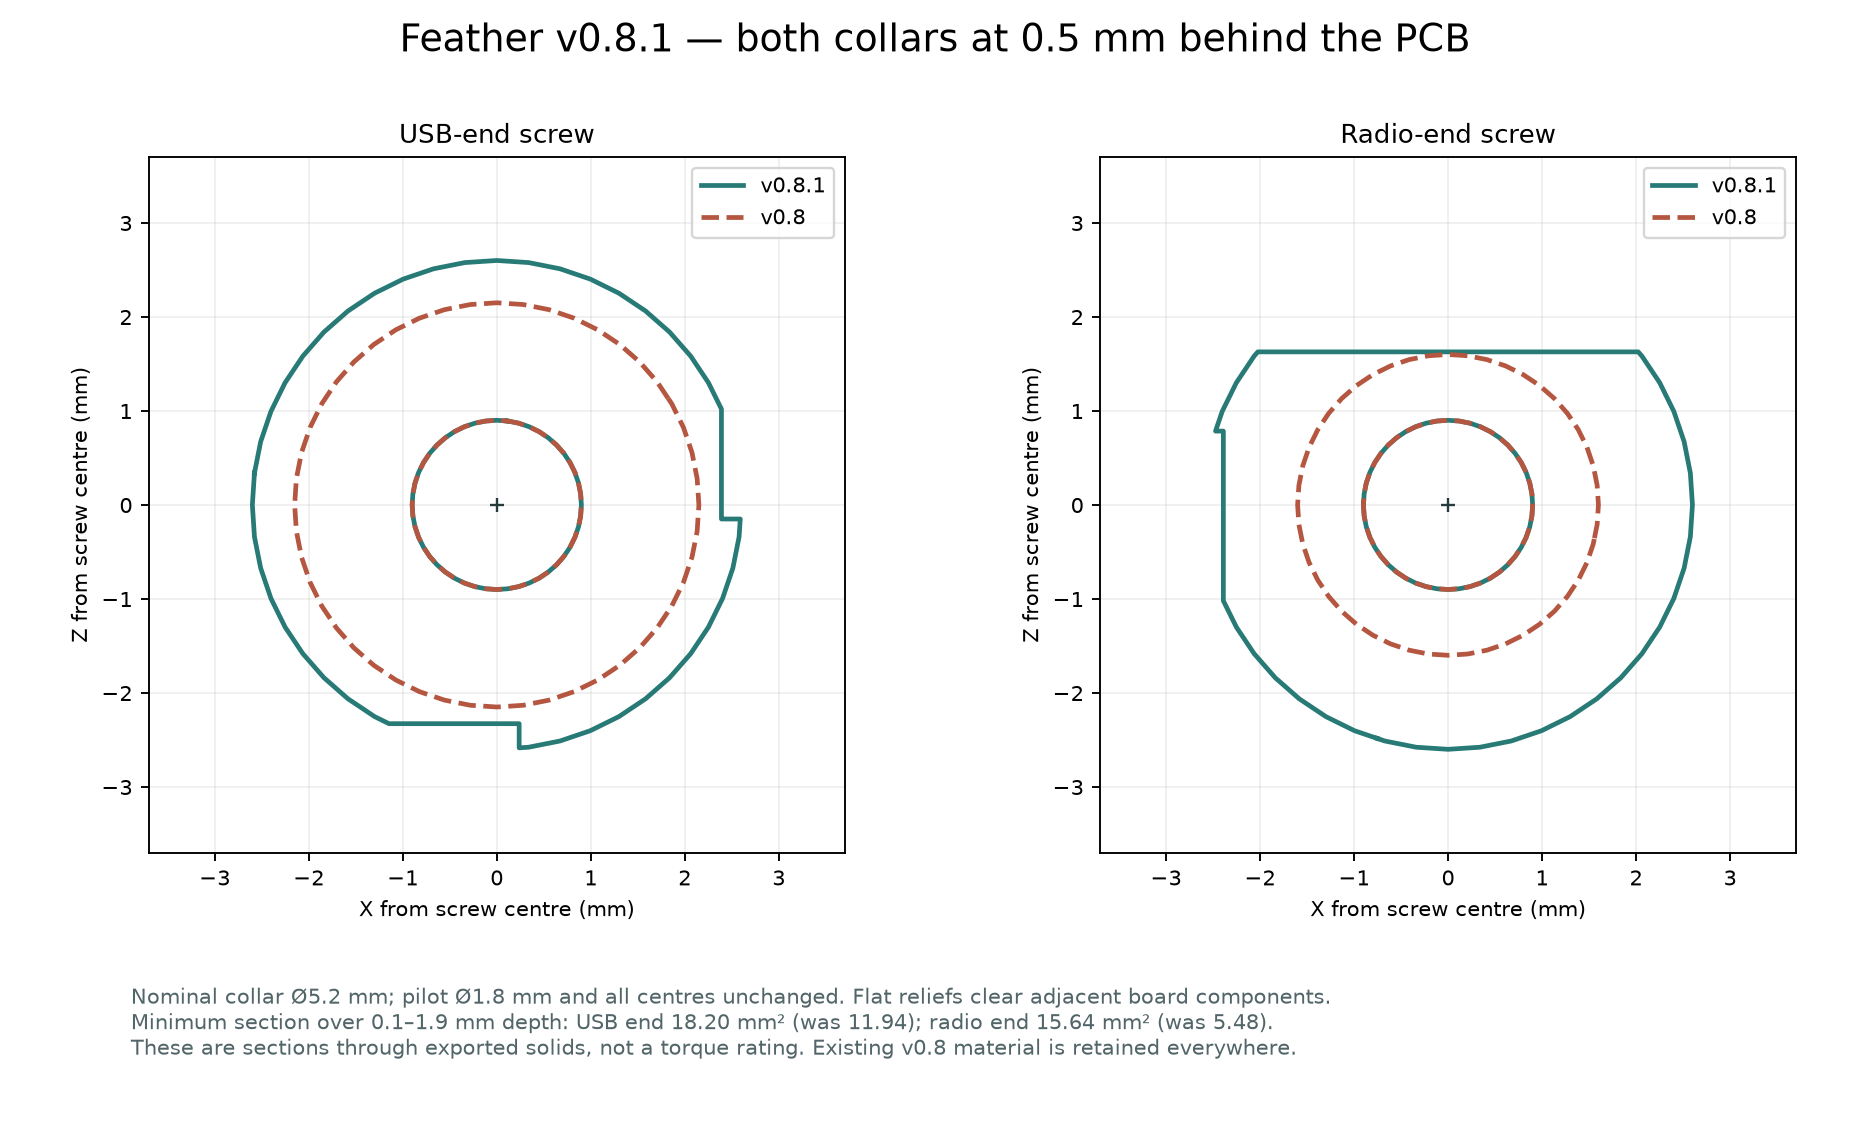 Feather v0.8.1 — both collars at 0.5 mm behind the PCB
USB-end screw
v0.8.1
v0.8
3
2
1
0
−1
−2
−3
Z from screw centre (mm)
−3
−2
−1
0
1
2
3
X from screw centre (mm)
Radio-end screw
v0.8.1
v0.8
3
2
1
0
−1
−2
−3
Z from screw centre (mm)
−3
−2
−1
0
1
2
3
X from screw centre (mm)
Nominal collar Ø5.2 mm; pilot Ø1.8 mm and all centres unchanged. Flat reliefs clear adjacent board components.
Minimum section over 0.1–1.9 mm depth: USB end 18.20 mm² (was 11.94); radio end 15.64 mm² (was 5.48).
These are sections through exported solids, not a torque rating. Existing v0.8 material is retained everywhere.